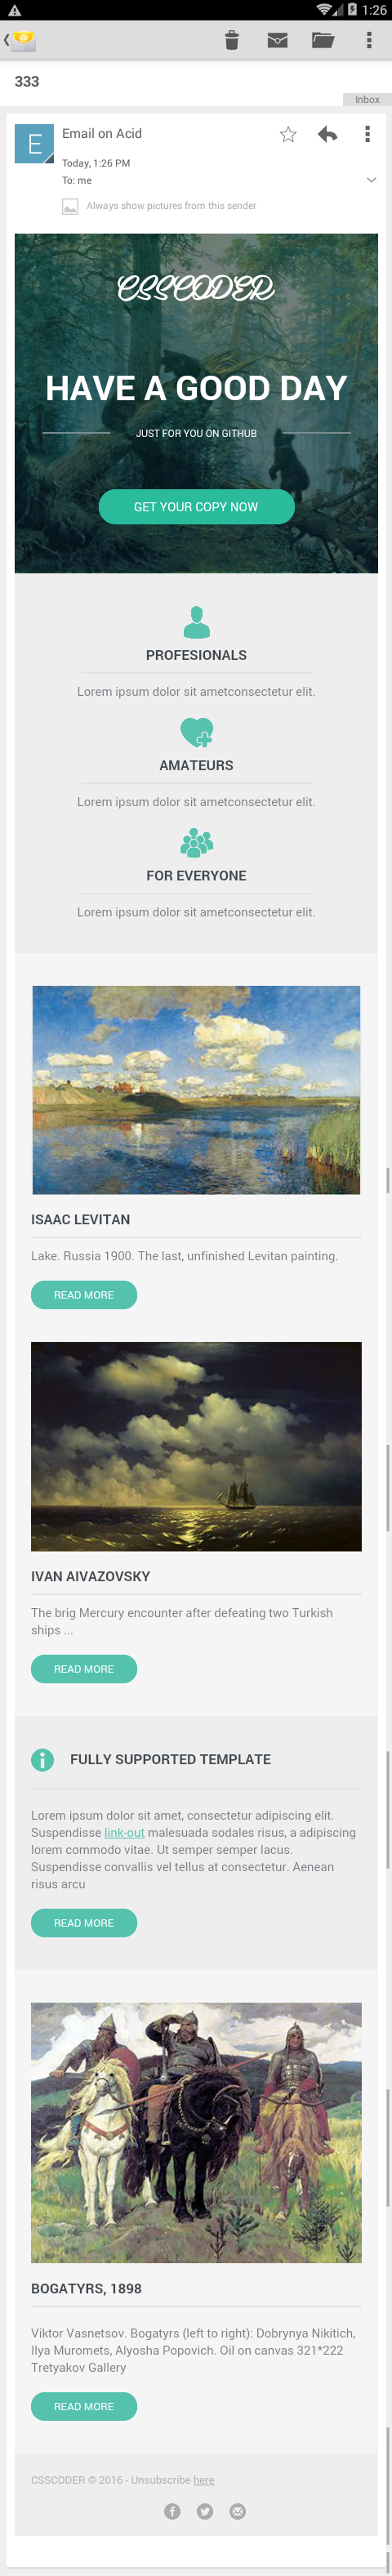 1:26
333
Inbox
E
Email on Acid
Today, 1:26 PM
To: me
Always show pictures from this sender
CSSCODER
HAVE A GOOD DAY
JUST FOR YOU ON GITHUB
GET YOUR COPY NOW
PROFESIONALS
Lorem ipsum dolor sit ametconsectetur elit.
AMATEURS
Lorem ipsum dolor sit ametconsectetur elit.
FOR EVERYONE
Lorem ipsum dolor sit ametconsectetur elit.
ISAAC LEVITAN
Lake. Russia 1900. The last, unfinished Levitan painting.
READ MORE
IVAN AIVAZOVSKY
The brig Mercury encounter after defeating two Turkish
ships ...
READ MORE
FULLY SUPPORTED TEMPLATE
Lorem ipsum dolor sit amet, consectetur adipiscing elit.
Suspendisse link-out malesuada sodales risus, a adipiscing
lorem commodo vitae. Ut semper semper lacus.
Suspendisse convallis vel tellus at consectetur. Aenean
risus arcu
READ MORE
BOGATYRS, 1898
Viktor Vasnetsov. Bogatyrs (left to right): Dobrynya Nikitich,
Ilya Muromets, Alyosha Popovich. Oil on canvas 321*222
Tretyakov Gallery
READ MORE
CSSCODER © 2016 - Unsubscribe here